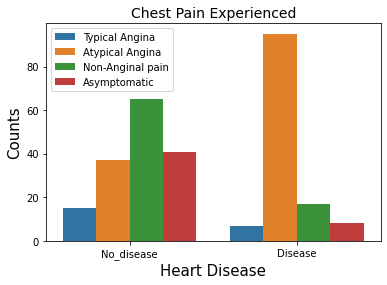 Chest Pain Experienced
Typical Angina
Atypical Angina
Non-Anginal pain
Asymptomatic
80
60
40
20
0
Counts
No_disease
Disease
Heart Disease